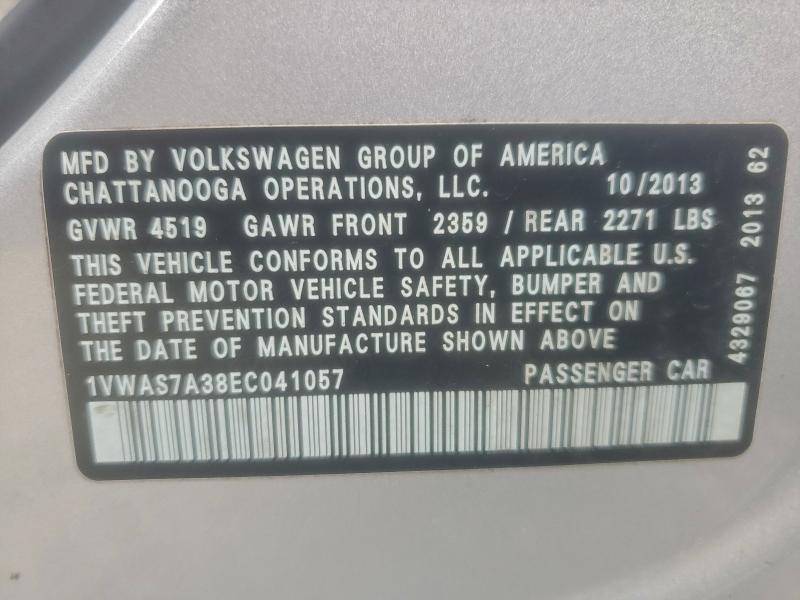 MFD BY VOLKSWAGEN GROUP OF AMERICA
CHATTANOOGA OPERATIONS, LLC. 10/2013
GVWR 4519 GAWR FRONT 2359 / REAR 2271 LBS
THIS VEHICLE CONFORMS TO ALL APPLICABLE U.S.
FEDERAL MOTOR VEHICLE SAFETY, BUMPER AND
THEFT PREVENTION STANDARDS IN EFFECT ON
THE DATE OF MANUFACTURE SHOWN ABOVE
1VWAS7A38EC041057 PASSENGER CAR
4329067 2013 62